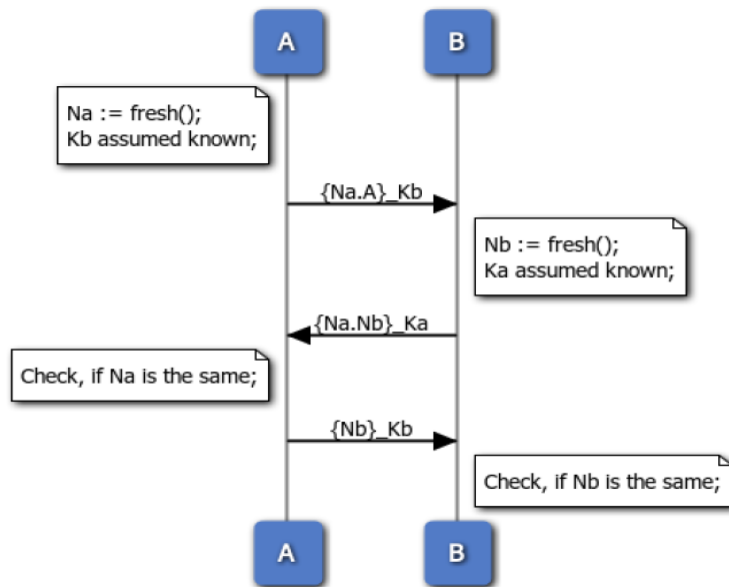 A
B
Na := fresh();
Kb assumed known;
{Na.A}_Kb
Nb := fresh();
Ka assumed known;
{Na.Nb}_Ka
Check, if Na is the same;
{Nb}_Kb
Check, if Nb is the same;
A
B